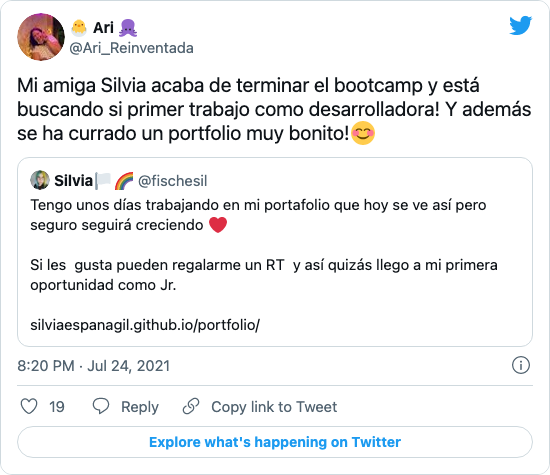 🐣 Ari 🐙
@Ari_Reinventada
Mi amiga Silvia acaba de terminar el bootcamp y está
buscando si primer trabajo como desarrolladora! Y además
se ha currado un portfolio muy bonito!😊
Silvia🏳️ 🌈 @fischesil
Tengo unos días trabajando en mi portafolio que hoy se ve así pero
seguro seguirá creciendo ❤️
Si les  gusta pueden regalarme un RT  y así quizás llego a mi primera
oportunidad como Jr.
silviaespanagil.github.io/portfolio/
8:20 PM · Jul 24, 2021
19 Reply Copy link to Tweet
Explore what's happening on Twitter